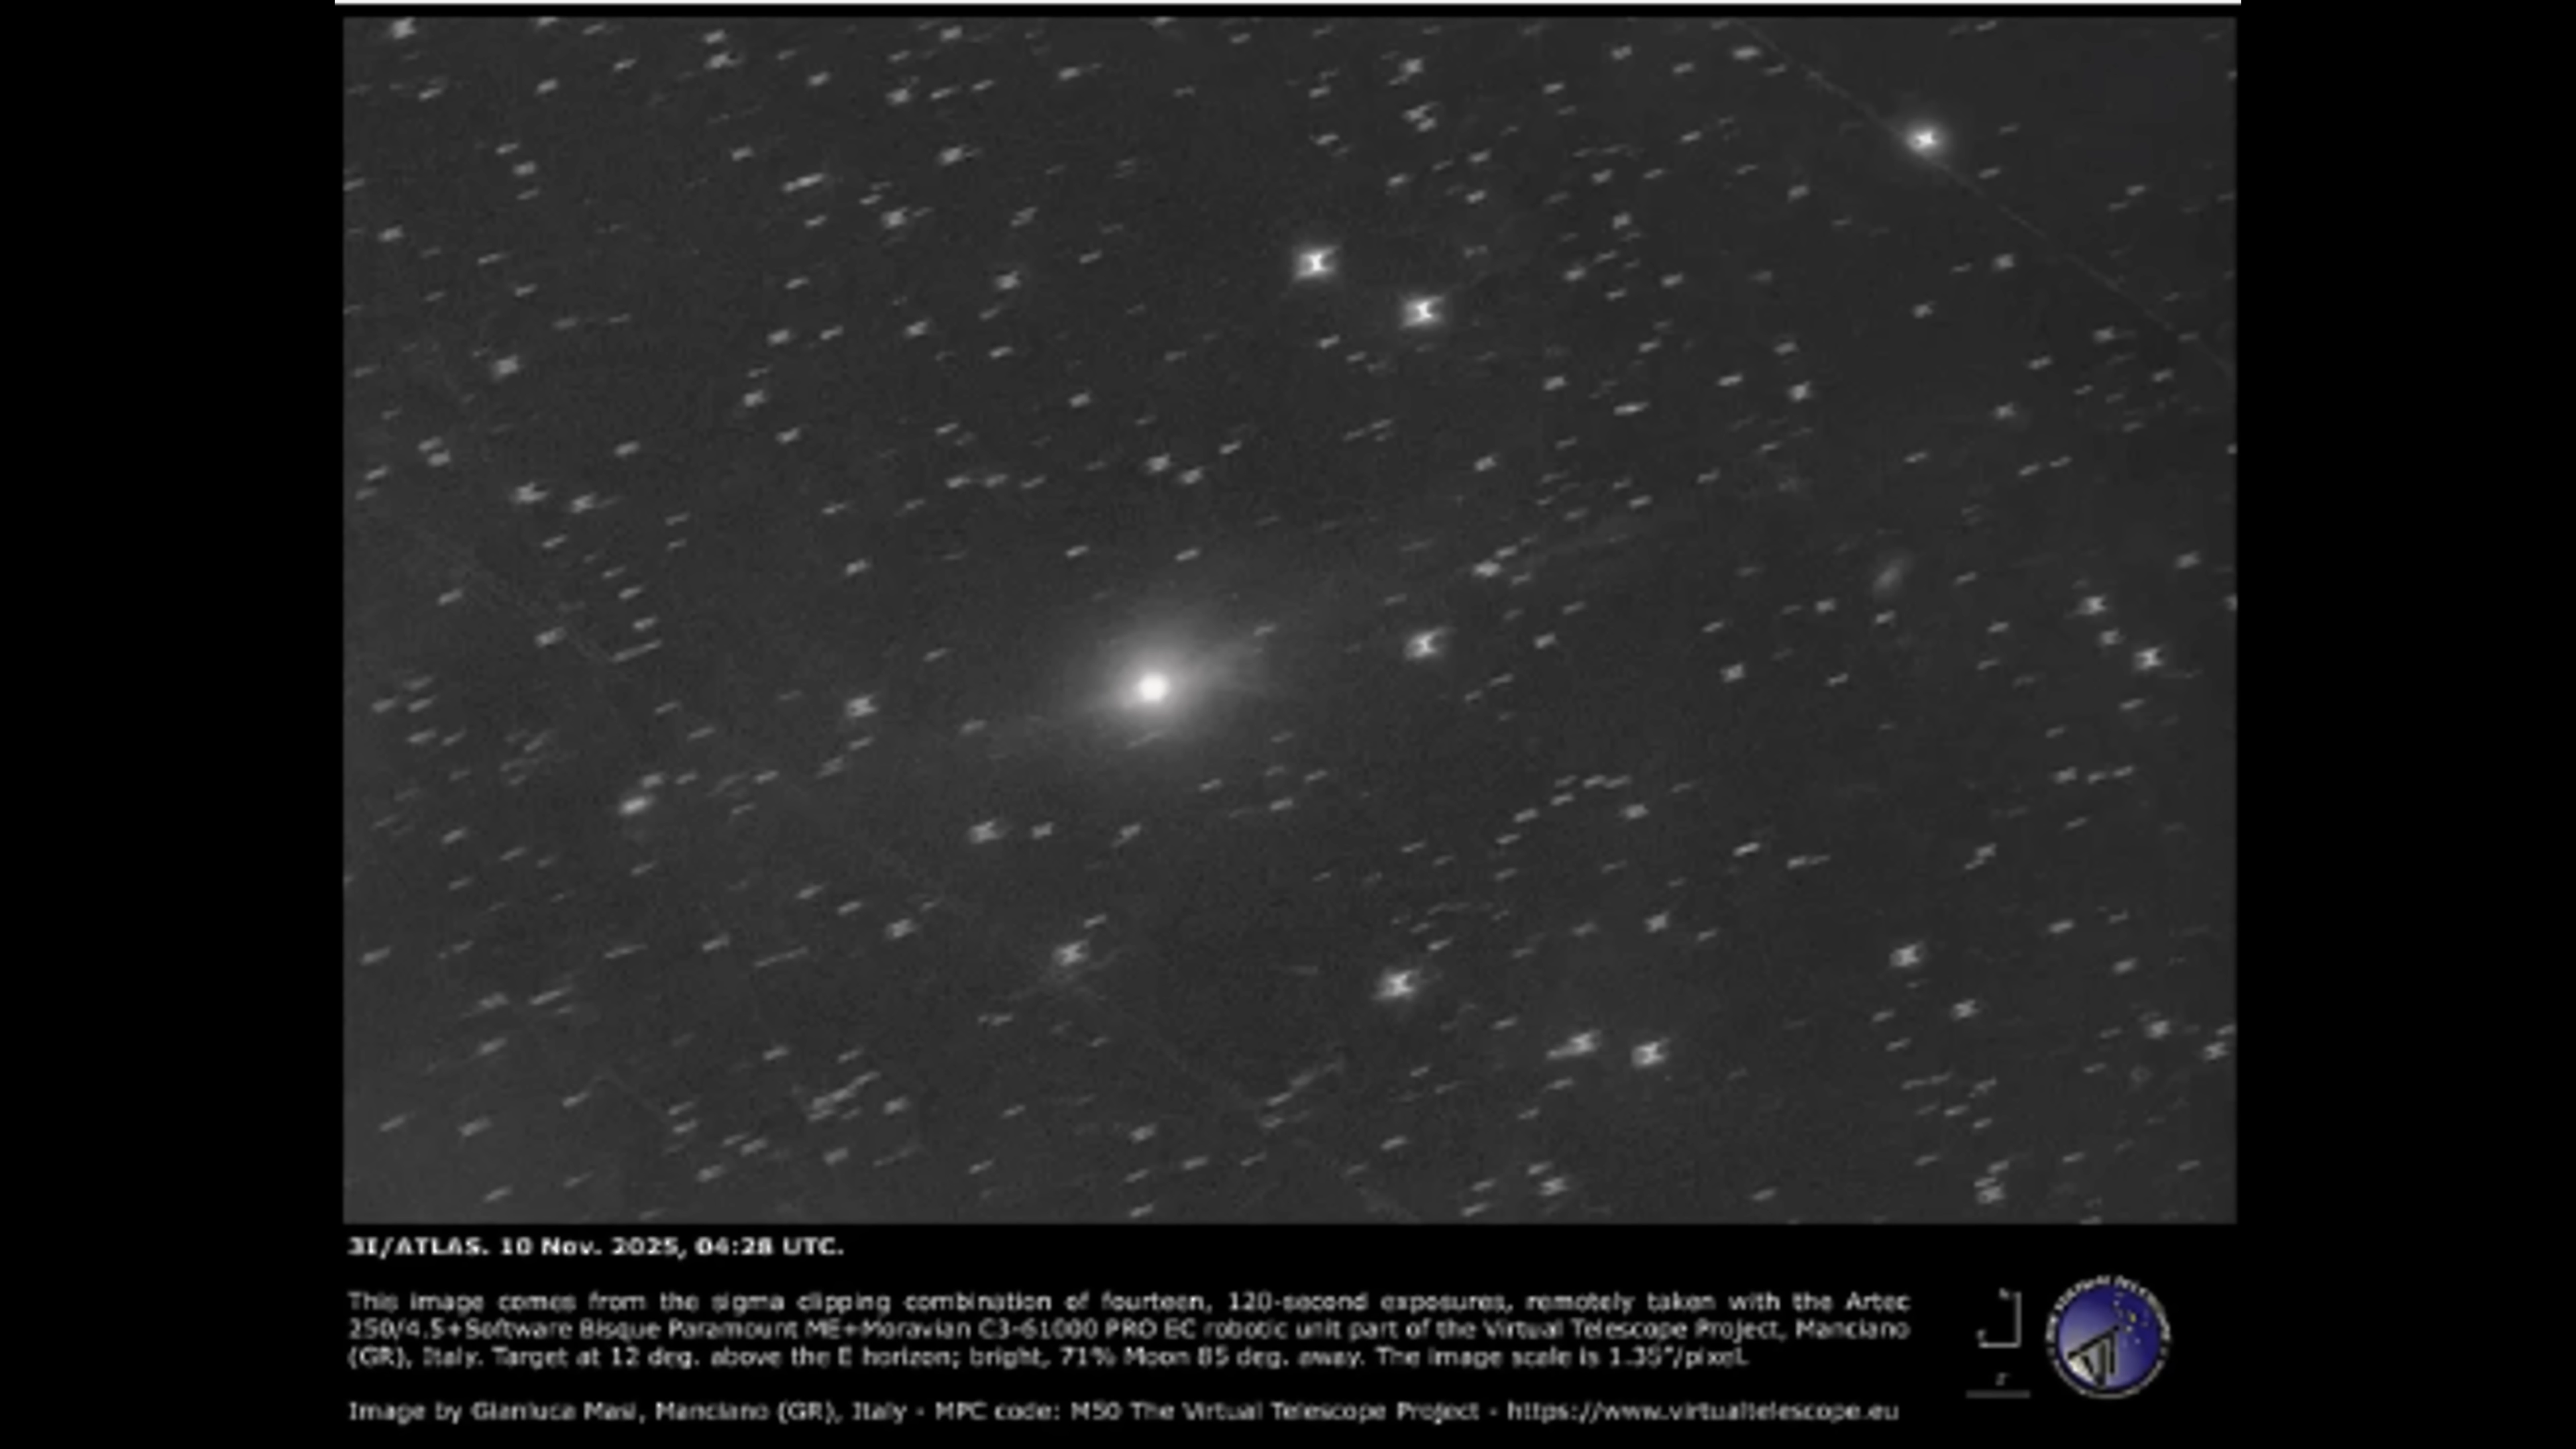 3I/ATLAS. 10 Nov. 2025, 04:28 UTC.
This image comes from the sigma clipping combination of fourteen, 120-second exposures, remotely taken with the Artec
250/4.5+Software Bisque Paramount ME+Moravian C3-61000 PRO EC robotic unit part of the Virtual Telescope Project, Manciano
(GR), Italy. Target at 12 deg. above the E horizon; bright, 71% Moon 85 deg. away. The image scale is 1.35"/pixel.
Image by Gianluca Masi, Manciano (GR), Italy - MPC code: M50 The Virtual Telescope Project - https://www.virtualtelescope.eu